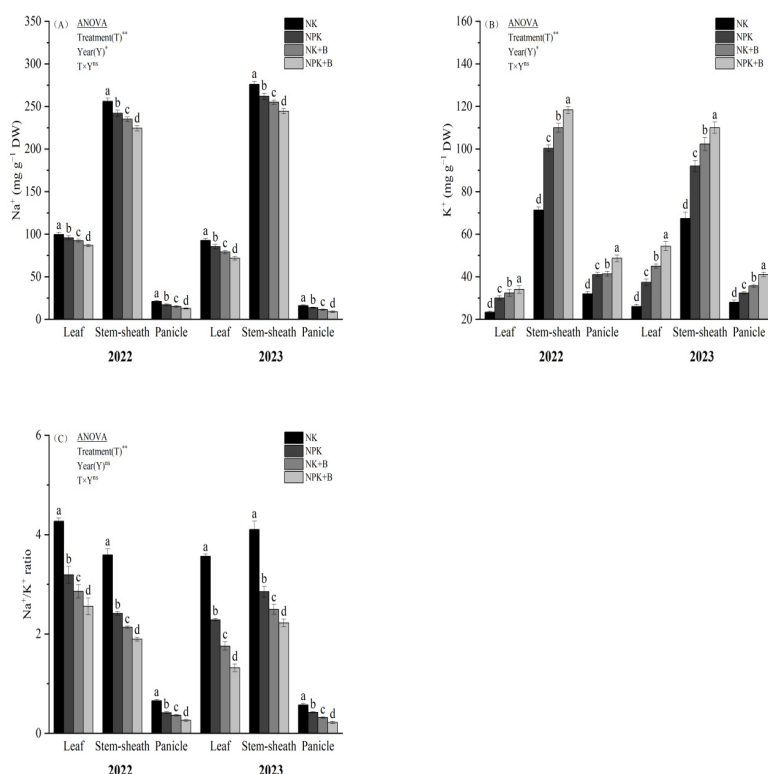 (A)
ANOVA
Treatment(T)**
Year(Y)*
T×Yns
NK
NPK
NK+B
NPK+B
Na+ (mg g−1 DW)
350
300
250
200
150
100
50
0
a b c d
a b c d
a b c d
a b c d
a b c d
a b c d
Leaf Stem-sheath Panicle Leaf Stem-sheath Panicle
2022 2023
(B)
ANOVA
Treatment(T)**
Year(Y)*
T×Yns
NK
NPK
NK+B
NPK+B
K+ (mg g−1 DW)
160
140
120
100
80
60
40
20
d c b a
d c b a
d c b a
d c b a
d c b a
d c b a
Leaf Stem-sheath Panicle Leaf Stem-sheath Panicle
2022 2023
(C)
ANOVA
Treatment(T)**
Year(Y)ns
T×Yns
NK
NPK
NK+B
NPK+B
Na+/K+ ratio
6
4
2
0
a b c d
a b c d
a b c d
a b c d
a b c d
a b c d
Leaf Stem-sheath Panicle Leaf Stem-sheath Panicle
2022 2023